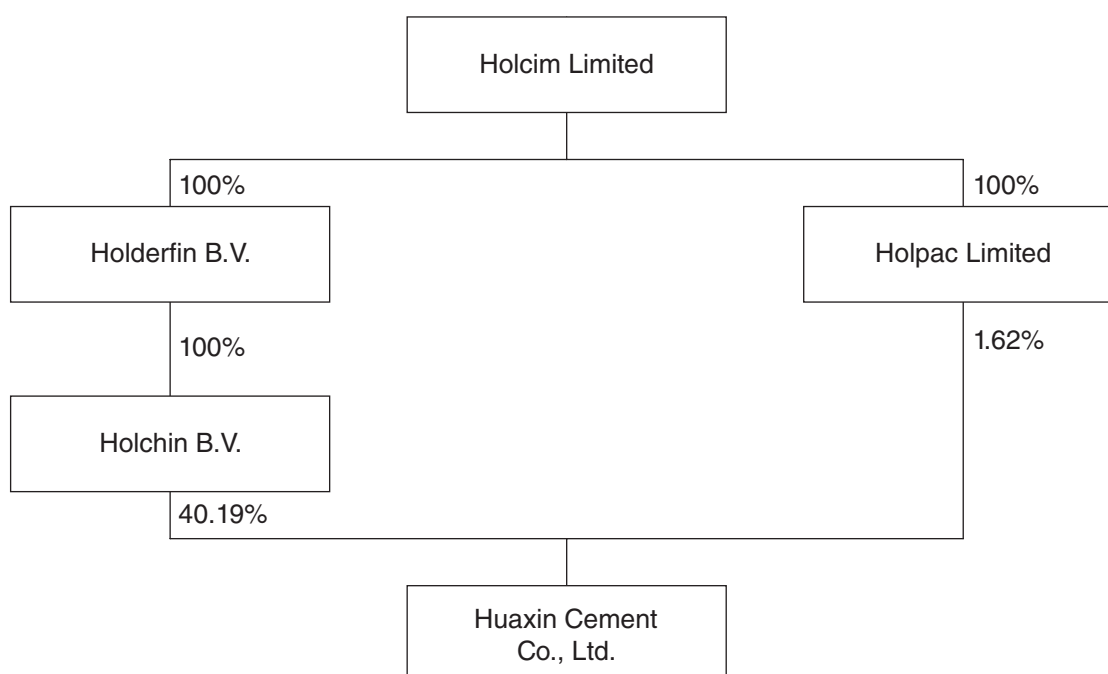 Holcim Limited
100%
100%
Holderfin B.V.
Holpac Limited
100%
1.62%
Holchin B.V.
40.19%
Huaxin Cement
Co., Ltd.